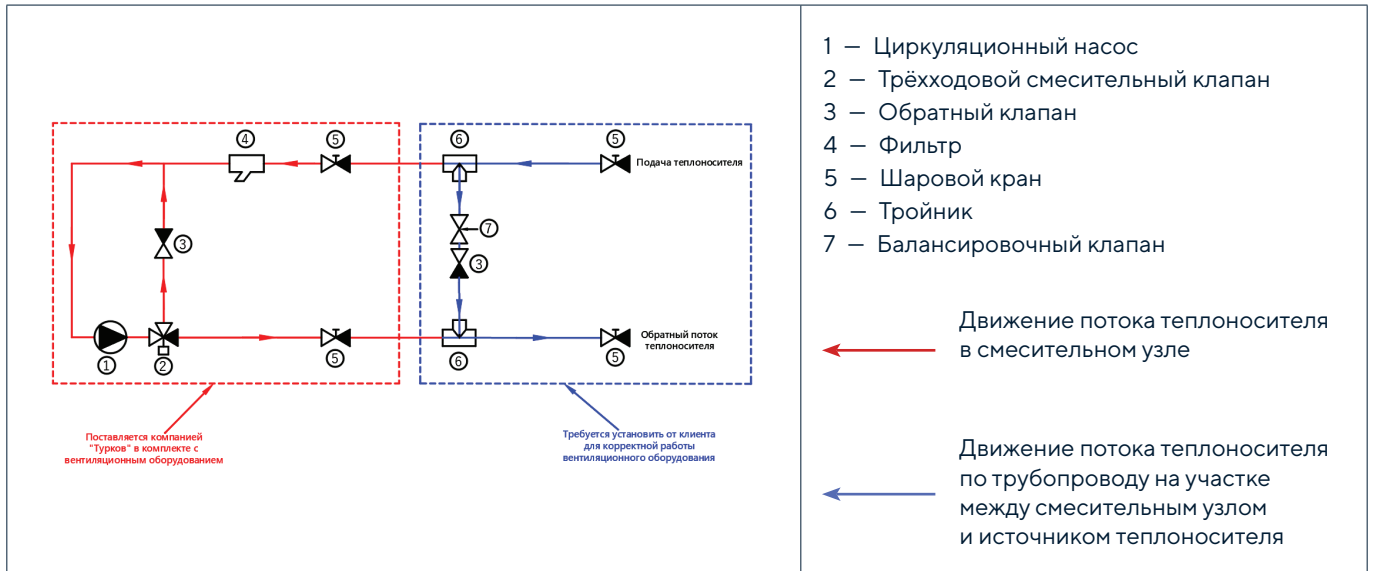 4
5
6
5
Подача теплоносителя
7
3
3
Обратный поток
теплоносителя
1
2
5
6
5
Поставляется компанией
"Турков" в комплекте с
вентиляционным оборудованием
Требуется установить от клиента
для корректной работы
вентиляционного оборудования
1 — Циркуляционный насос
2 — Трёхходовой смесительный клапан
3 — Обратный клапан
4 — Фильтр
5 — Шаровой кран
6 — Тройник
7 — Балансировочный клапан
Движение потока теплоносителя
в смесительном узле
Движение потока теплоносителя
по трубопроводу на участке
между смесительным узлом
и источником теплоносителя